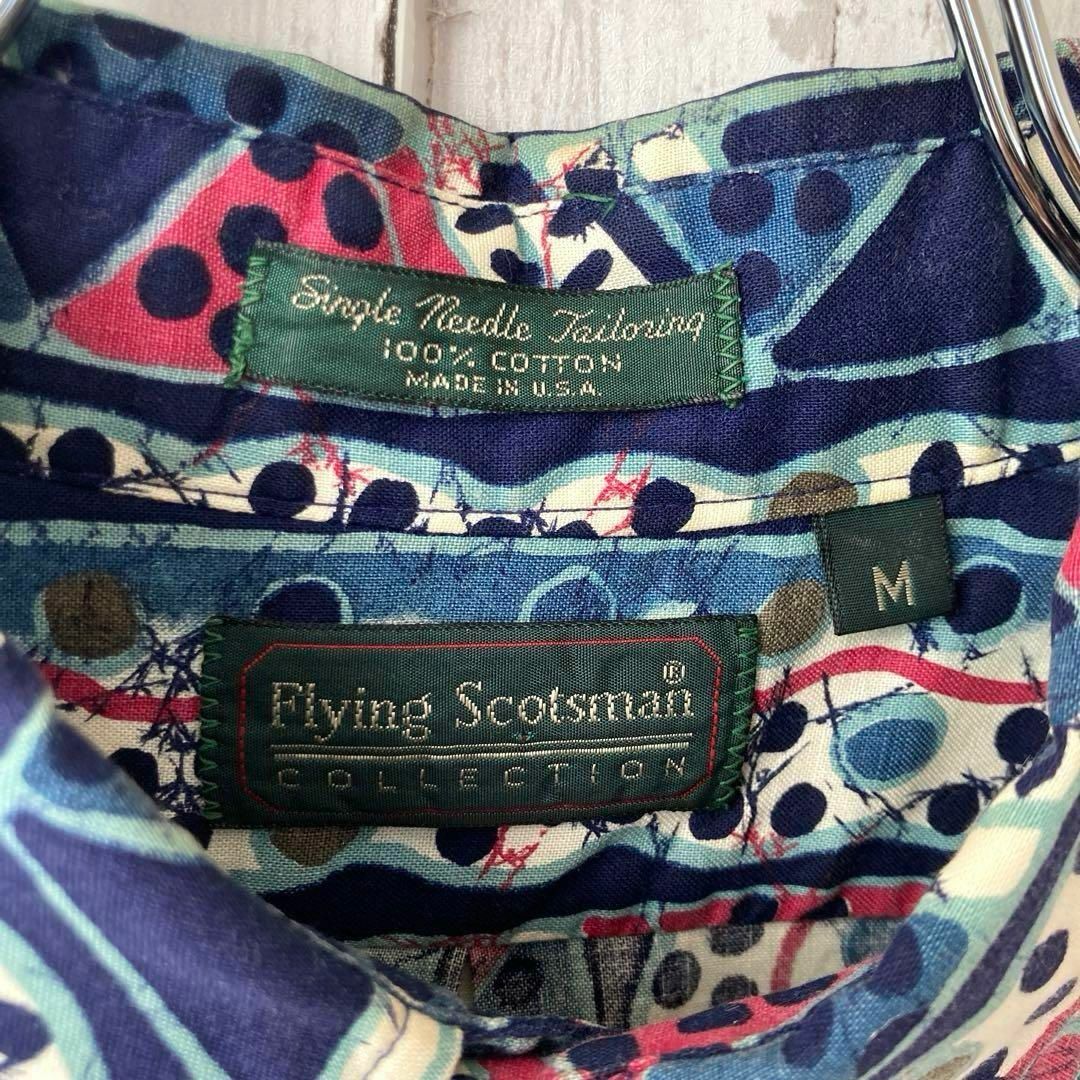 Single Needle Tailoring
100% COTTON
MADE IN U.S.A.
M
Flying Scotsman®
COLLECTION